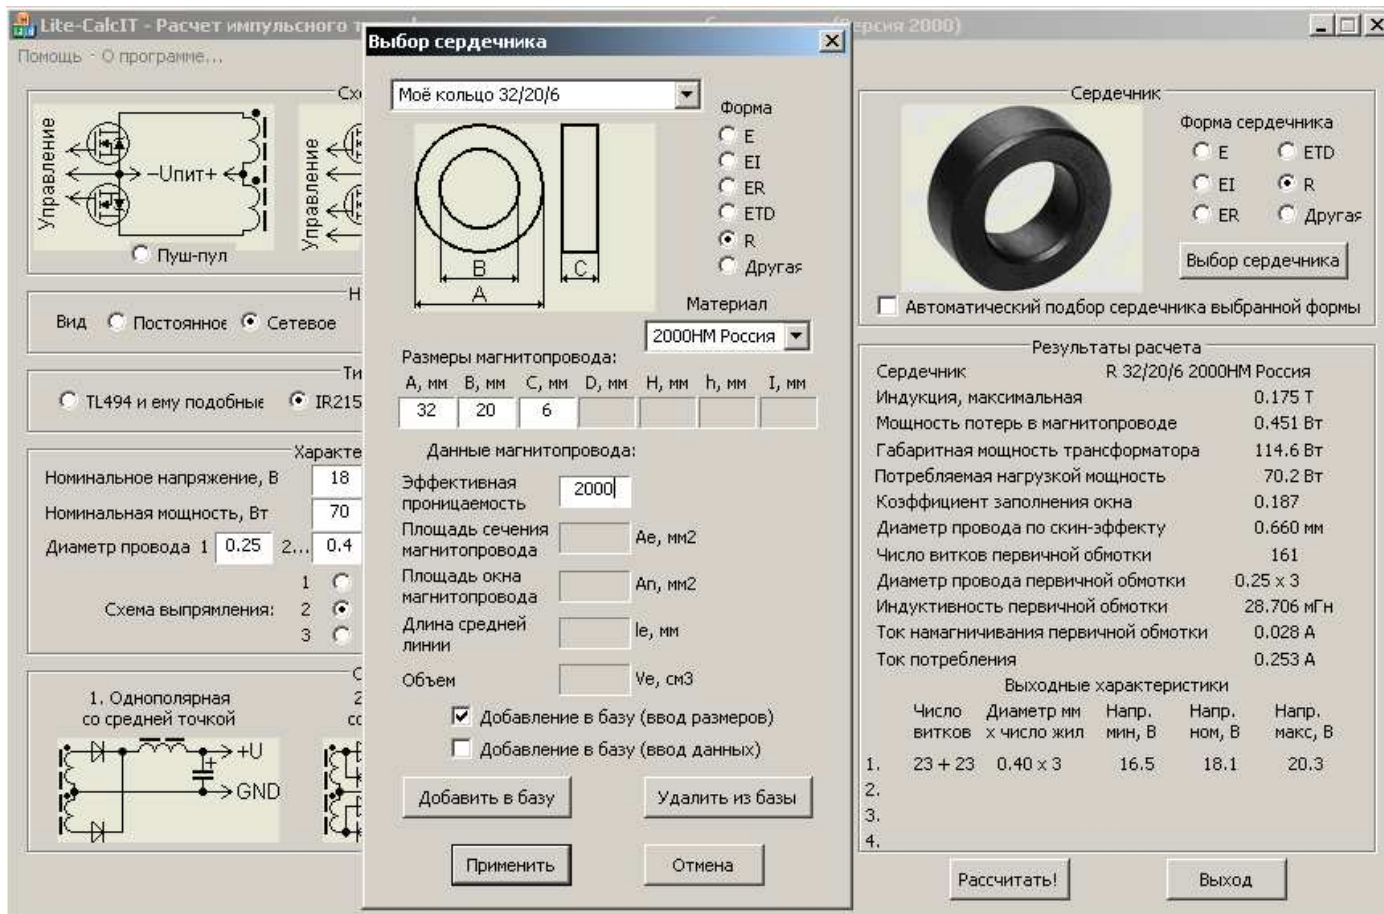 Lite-CalcIT - Расчет импульсного т
ерсия 2000)
Помощь О программе...
Управление
−Uпит+
Управление
Пуш-пул
Вид Постоянное Сетевое
TL494 и ему подобные IR215
Характе
Номинальное напряжение, В 18
Номинальная мощность, Вт 70
Диаметр провода 1 0.25 2... 0.4
1
Схема выпрямления: 2
3
1. Однополярная
со средней точкой
+U
GND
Выбор сердечника
Моё кольцо 32/20/6
Форма
E
EI
ER
ETD
R
Другая
B
C
A
Материал
2000НМ Россия
Размеры магнитопровода:
A, мм B, мм C, мм D, мм H, мм h, мм I, мм
32 20 6
Данные магнитопровода:
Эффективная
проницаемость 2000
Площадь сечения
магнитопровода Ae, мм2
Площадь окна
магнитопровода An, мм2
Длина средней
линии le, мм
Объем Ve, см3
Добавление в базу (ввод размеров)
Добавление в базу (ввод данных)
Добавить в базу Удалить из базы
Применить Отмена
Сердечник
Форма сердечника
E ETD
EI R
ER Другая
Выбор сердечника
Автоматический подбор сердечника выбранной формы
Результаты расчета
Сердечник R 32/20/6 2000НМ Россия
Индукция, максимальная 0.175 Т
Мощность потерь в магнитопроводе 0.451 Вт
Габаритная мощность трансформатора 114.6 Вт
Потребляемая нагрузкой мощность 70.2 Вт
Коэффициент заполнения окна 0.187
Диаметр провода по скин-эффекту 0.660 мм
Число витков первичной обмотки 161
Диаметр провода первичной обмотки 0.25 x 3
Индуктивность первичной обмотки 28.706 мГн
Ток намагничивания первичной обмотки 0.028 А
Ток потребления 0.253 А
Выходные характеристики
Число Диаметр мм Напр. Напр. Напр.
витков x число жил мин, В ном, В макс, В
1. 23 + 23 0.40 x 3 16.5 18.1 20.3
2.
3.
4.
Рассчитать! Выход